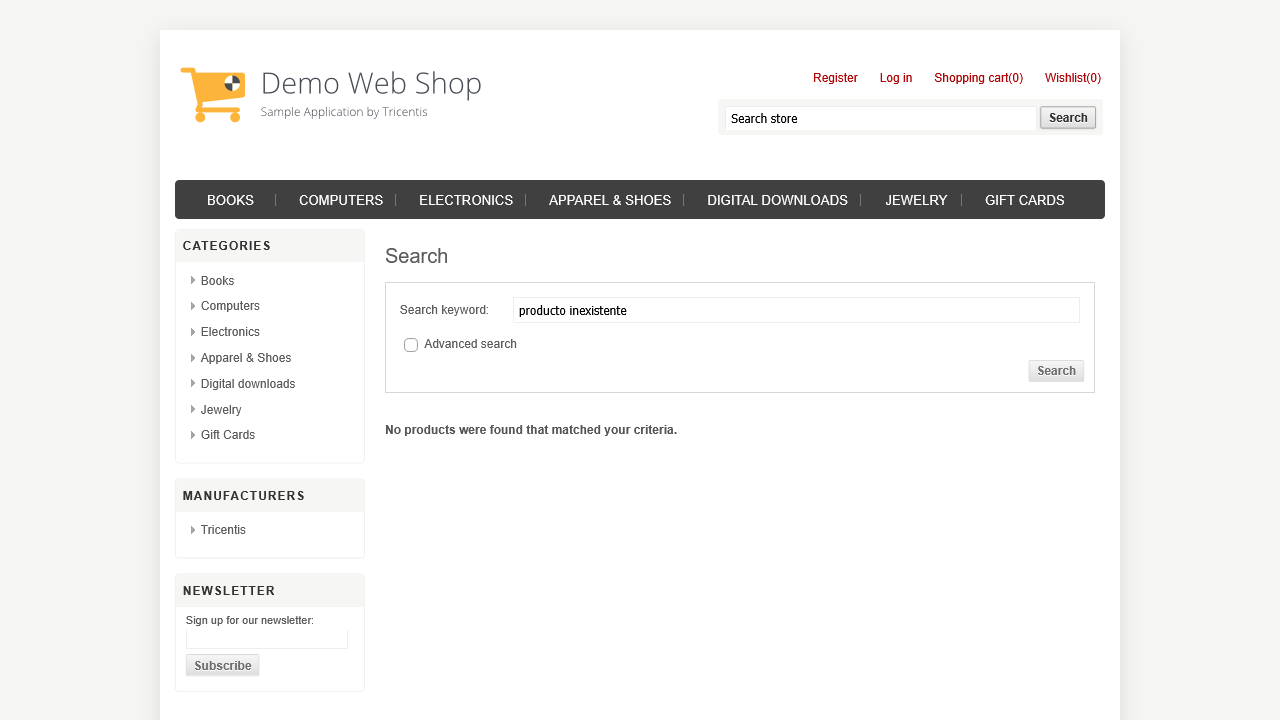 Demo Web Shop
Sample Application by Tricentis
Register Log in Shopping cart(0) Wishlist(0)
Search store Search
BOOKS COMPUTERS ELECTRONICS APPAREL & SHOES DIGITAL DOWNLOADS JEWELRY GIFT CARDS
CATEGORIES
Books
Computers
Electronics
Apparel & Shoes
Digital downloads
Jewelry
Gift Cards
MANUFACTURERS
Tricentis
NEWSLETTER
Sign up for our newsletter:
Subscribe
Search
Search keyword: producto inexistente
Advanced search
Search
No products were found that matched your criteria.